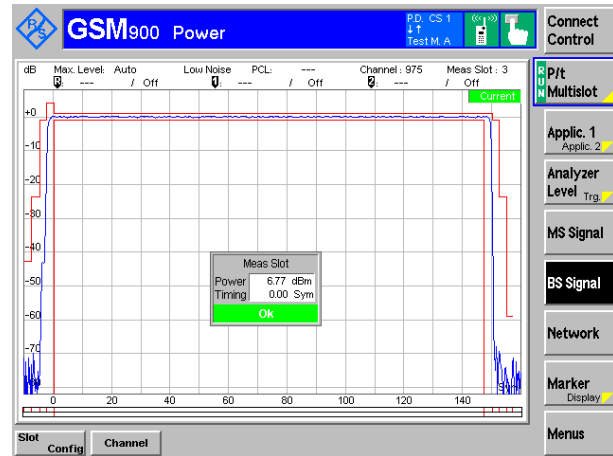 R&S GSM900 Power P.D. CS 1 Connect
↓↑ Control
Test M. A
dB Max. Level: Auto Low Noise PCL: --- Channel : 975 Meas Slot : 3
R: --- / Off 1: --- / Off 2: --- / Off
RUN P/t
Multislot
Current
+0
-10
-20
-30
-40
-50
-60
-70
Meas Slot
Power 6.77 dBm
Timing 0.00 Sym
Ok
0 20 40 60 80 100 120 140
Applic. 1
Applic. 2
Analyzer
Level Trg.
MS Signal
BS Signal
Network
Marker
Display
Menus
Slot
Config
Channel